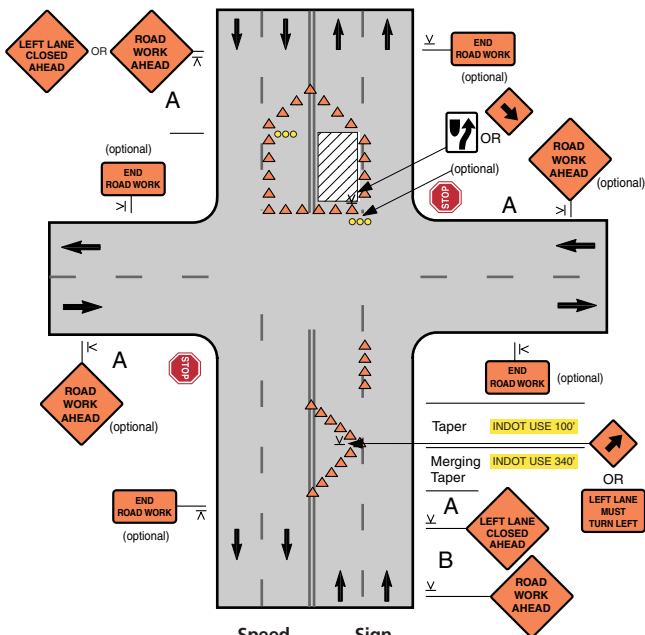 LEFT LANE
CLOSED
AHEAD
OR
ROAD
WORK
AHEAD
A
END
ROAD WORK
(optional)
OR
(optional)
ROAD
WORK
AHEAD
(optional)
(optional)
END
ROAD WORK
STOP
A
A
STOP
ROAD
WORK
AHEAD
(optional)
END
ROAD WORK
(optional)
Taper
INDOT USE 100'
Merging
Taper
INDOT USE 340'
OR
LEFT LANE
MUST
TURN LEFT
END
ROAD WORK
(optional)
A
LEFT LANE
CLOSED
AHEAD
B
ROAD
WORK
AHEAD
Speed
Sign